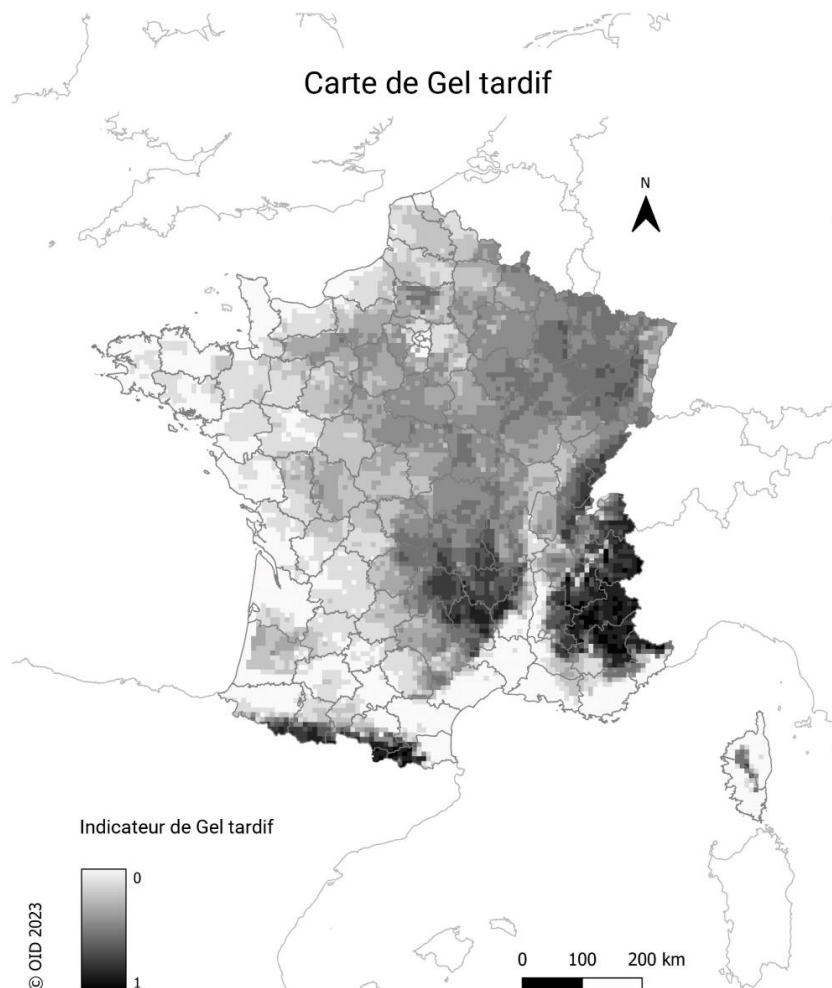 Carte de Gel tardif
N
Indicateur de Gel tardif
0
1
© OID 2023
0 100 200 km